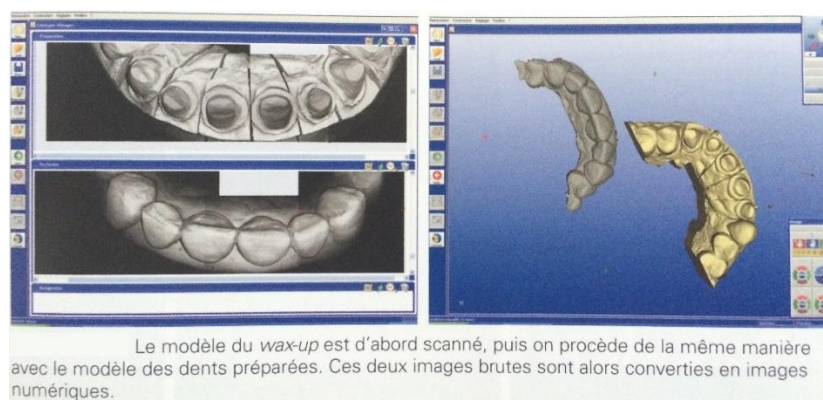 Le modèle du wax-up est d'abord scanné, puis on procède de la même manière
avec le modèle des dents préparées. Ces deux images brutes sont alors converties en images
numériques.